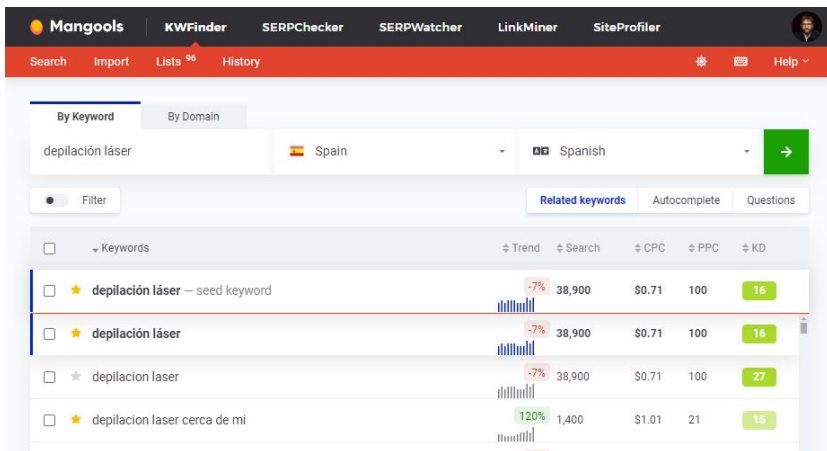 Mangools KWFinder SERPChecker SERPWatcher LinkMiner SiteProfiler
Search Import Lists 96 History Help
By Keyword By Domain
depilación láser Spain Spanish
Filter Related keywords Autocomplete Questions
Keywords Trend Search CPC PPC KD
depilación láser — seed keyword -7% 38,900 $0.71 100 16
depilación láser -7% 38,900 $0.71 100 16
depilacion laser -7% 38,900 $0.71 100 27
depilacion laser cerca de mi 120% 1,400 $1.01 21 15